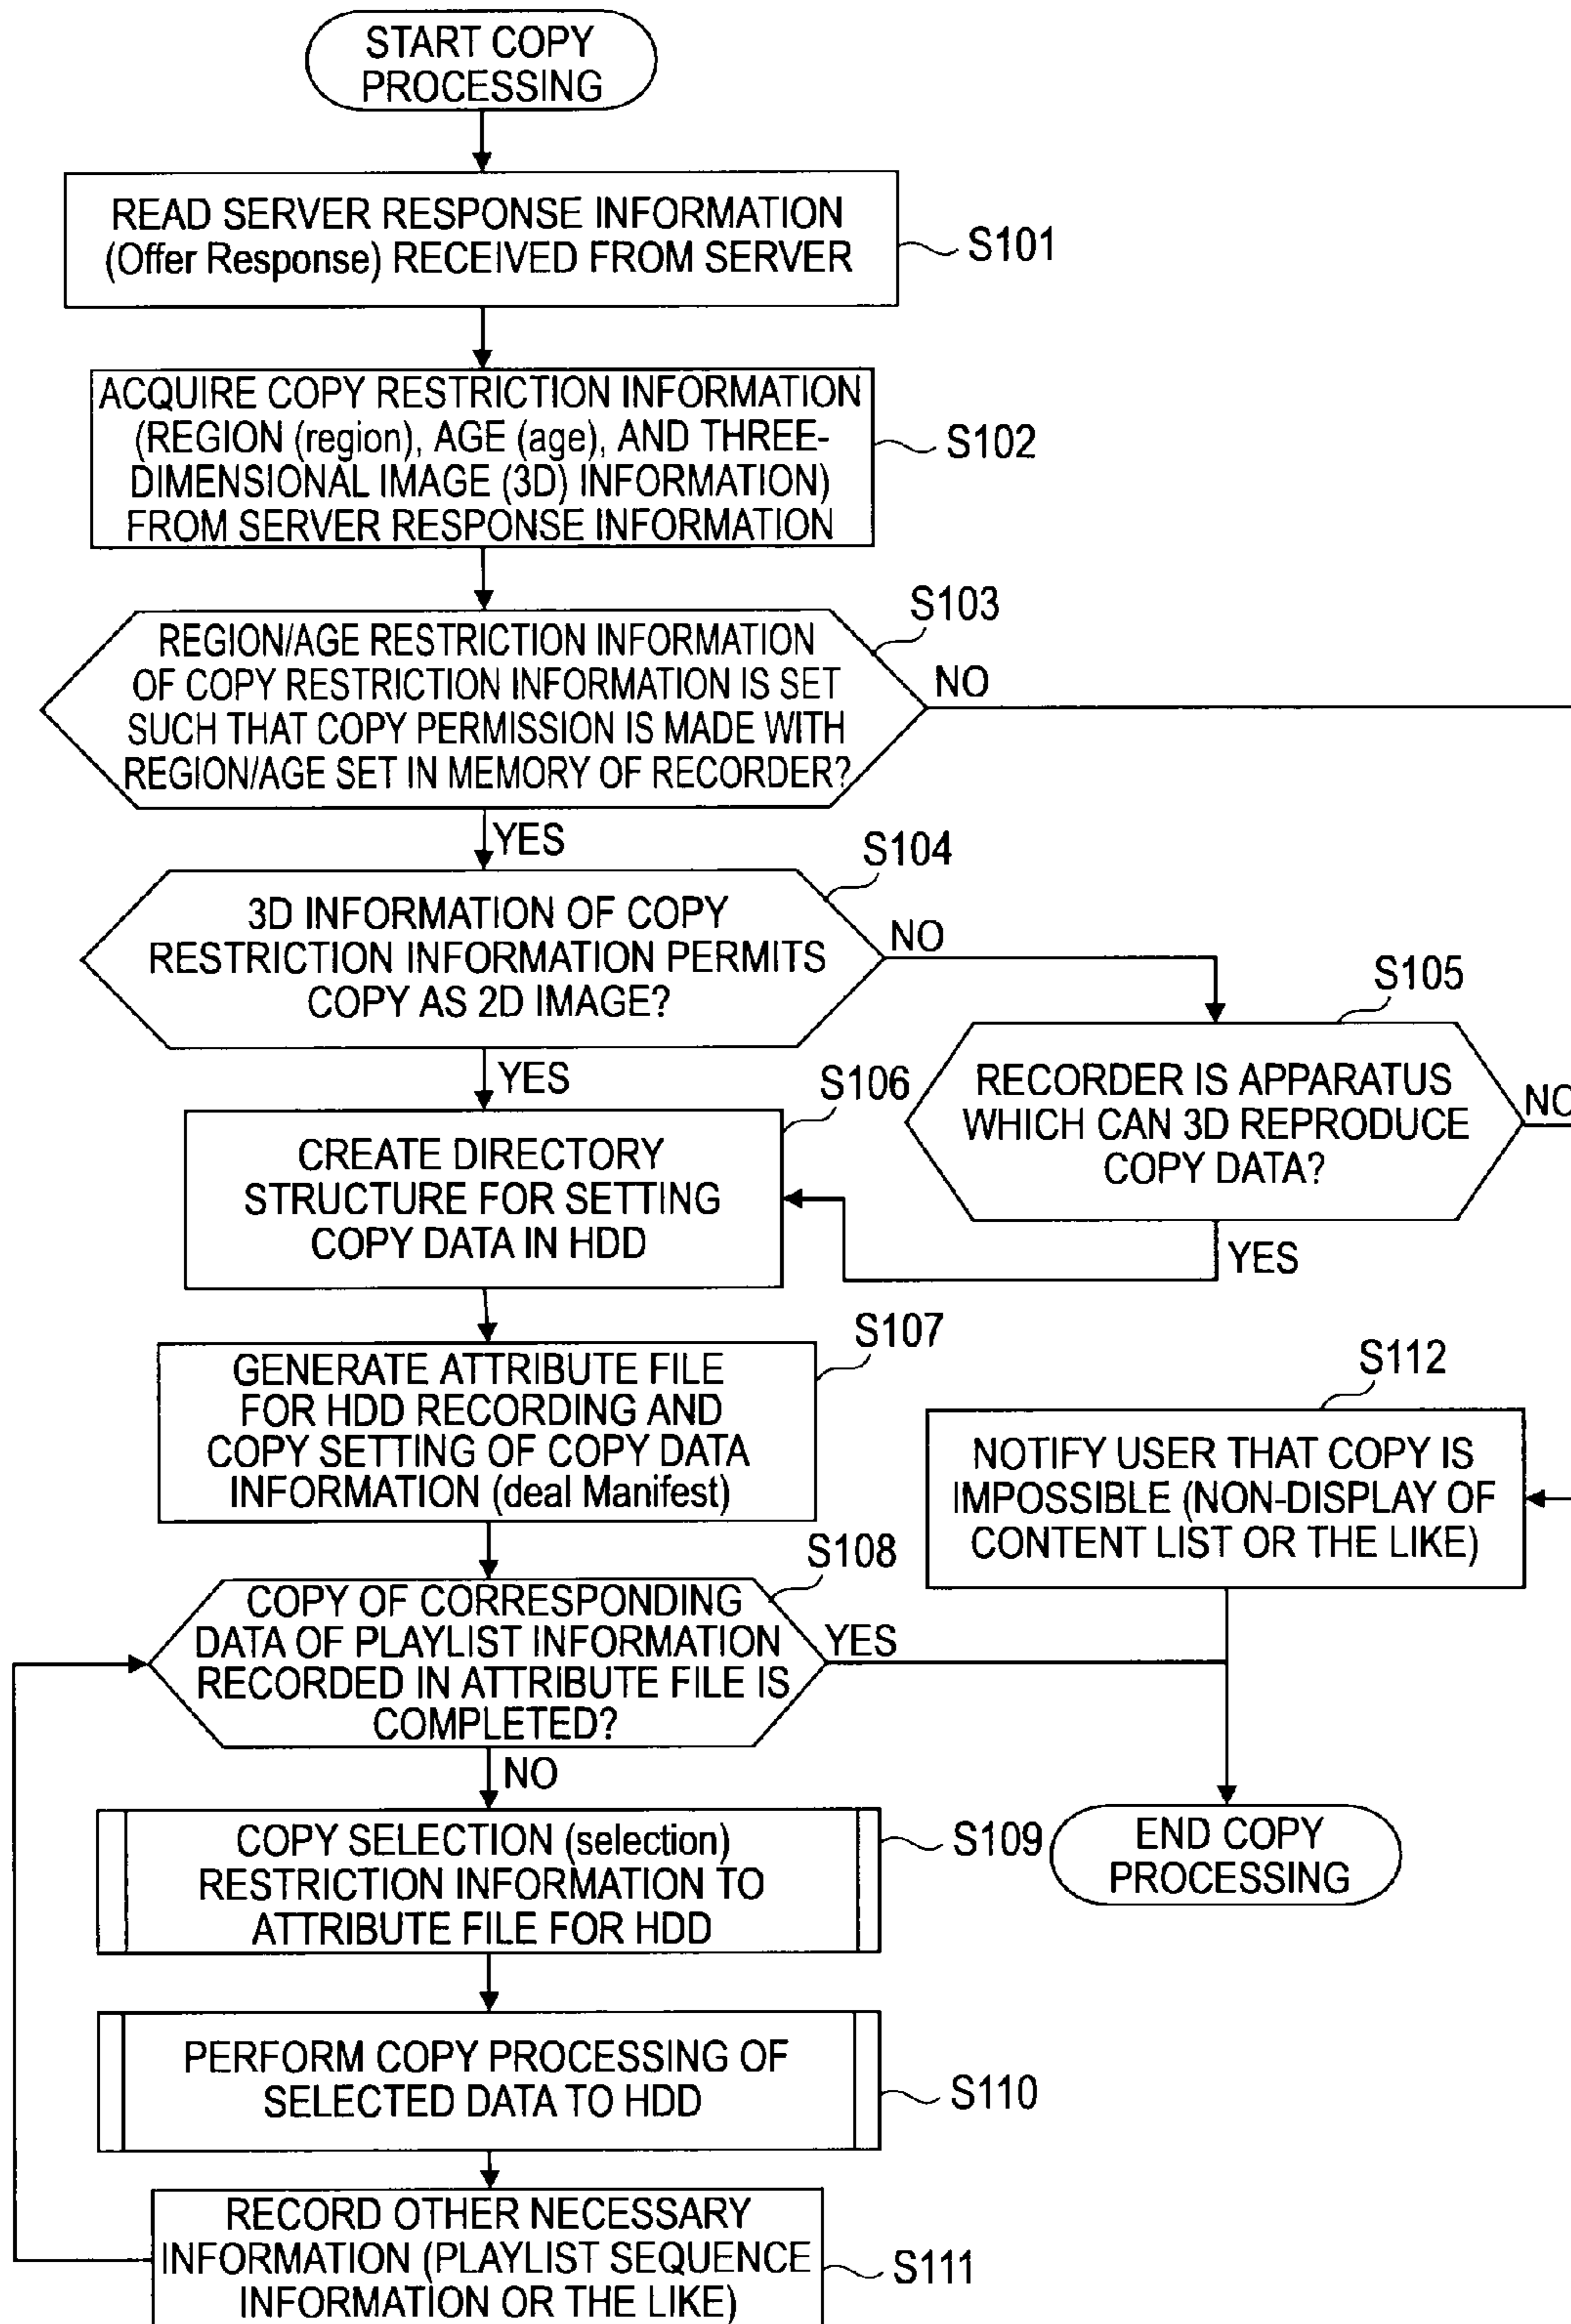 START COPY
PROCESSING
READ SERVER RESPONSE INFORMATION
(Offer Response) RECEIVED FROM SERVER
S101
ACQUIRE COPY RESTRICTION INFORMATION
(REGION (region), AGE (age), AND THREE-
DIMENSIONAL IMAGE (3D) INFORMATION)
FROM SERVER RESPONSE INFORMATION
S102
S103
REGION/AGE RESTRICTION INFORMATION
OF COPY RESTRICTION INFORMATION IS SET
SUCH THAT COPY PERMISSION IS MADE WITH
REGION/AGE SET IN MEMORY OF RECORDER?
NO
YES
S104
3D INFORMATION OF COPY
RESTRICTION INFORMATION PERMITS
COPY AS 2D IMAGE?
NO
YES
S105
RECORDER IS APPARATUS
WHICH CAN 3D REPRODUCE
COPY DATA?
NO
YES
S106
CREATE DIRECTORY
STRUCTURE FOR SETTING
COPY DATA IN HDD
S107
GENERATE ATTRIBUTE FILE
FOR HDD RECORDING AND
COPY SETTING OF COPY DATA
INFORMATION (deal Manifest)
S112
NOTIFY USER THAT COPY IS
IMPOSSIBLE (NON-DISPLAY OF
CONTENT LIST OR THE LIKE)
S108
COPY OF CORRESPONDING
DATA OF PLAYLIST INFORMATION
RECORDED IN ATTRIBUTE FILE IS
COMPLETED?
YES
NO
COPY SELECTION (selection)
RESTRICTION INFORMATION TO
ATTRIBUTE FILE FOR HDD
S109
END COPY
PROCESSING
PERFORM COPY PROCESSING OF
SELECTED DATA TO HDD
S110
RECORD OTHER NECESSARY
INFORMATION (PLAYLIST SEQUENCE
INFORMATION OR THE LIKE)
S111